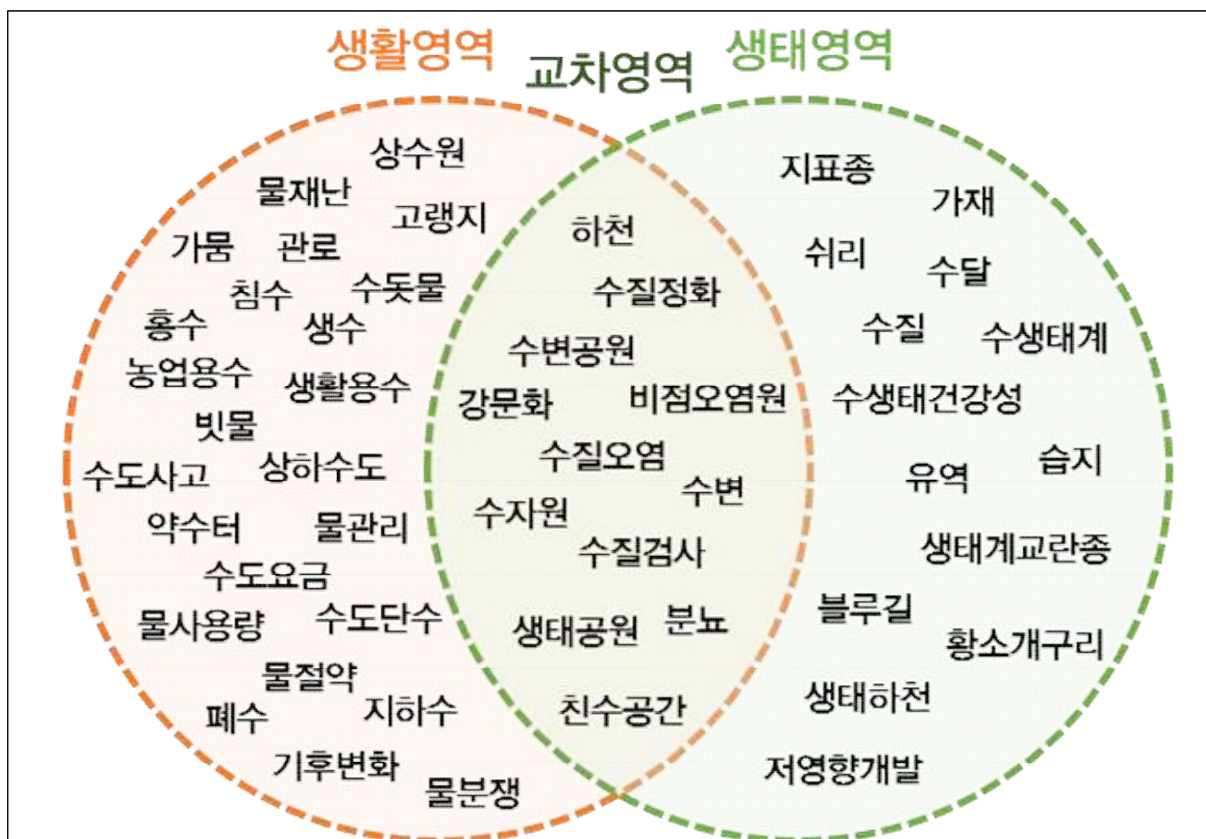 생활영역
교차영역
생태영역
상수원
물재난
고랭지
가뭄
관로
침수
수돗물
홍수
생수
농업용수
생활용수
빗물
수도사고
상하수도
약수터
물관리
수도요금
물사용량
수도단수
물절약
폐수
지하수
기후변화
물분쟁
하천
수질정화
수변공원
강문화
비점오염원
수질오염
수변
수자원
수질검사
생태공원
분뇨
친수공간
지표종
가재
쉬리
수달
수질
수생태계
수생태건강성
유역
습지
생태계교란종
블루길
황소개구리
생태하천
저영향개발